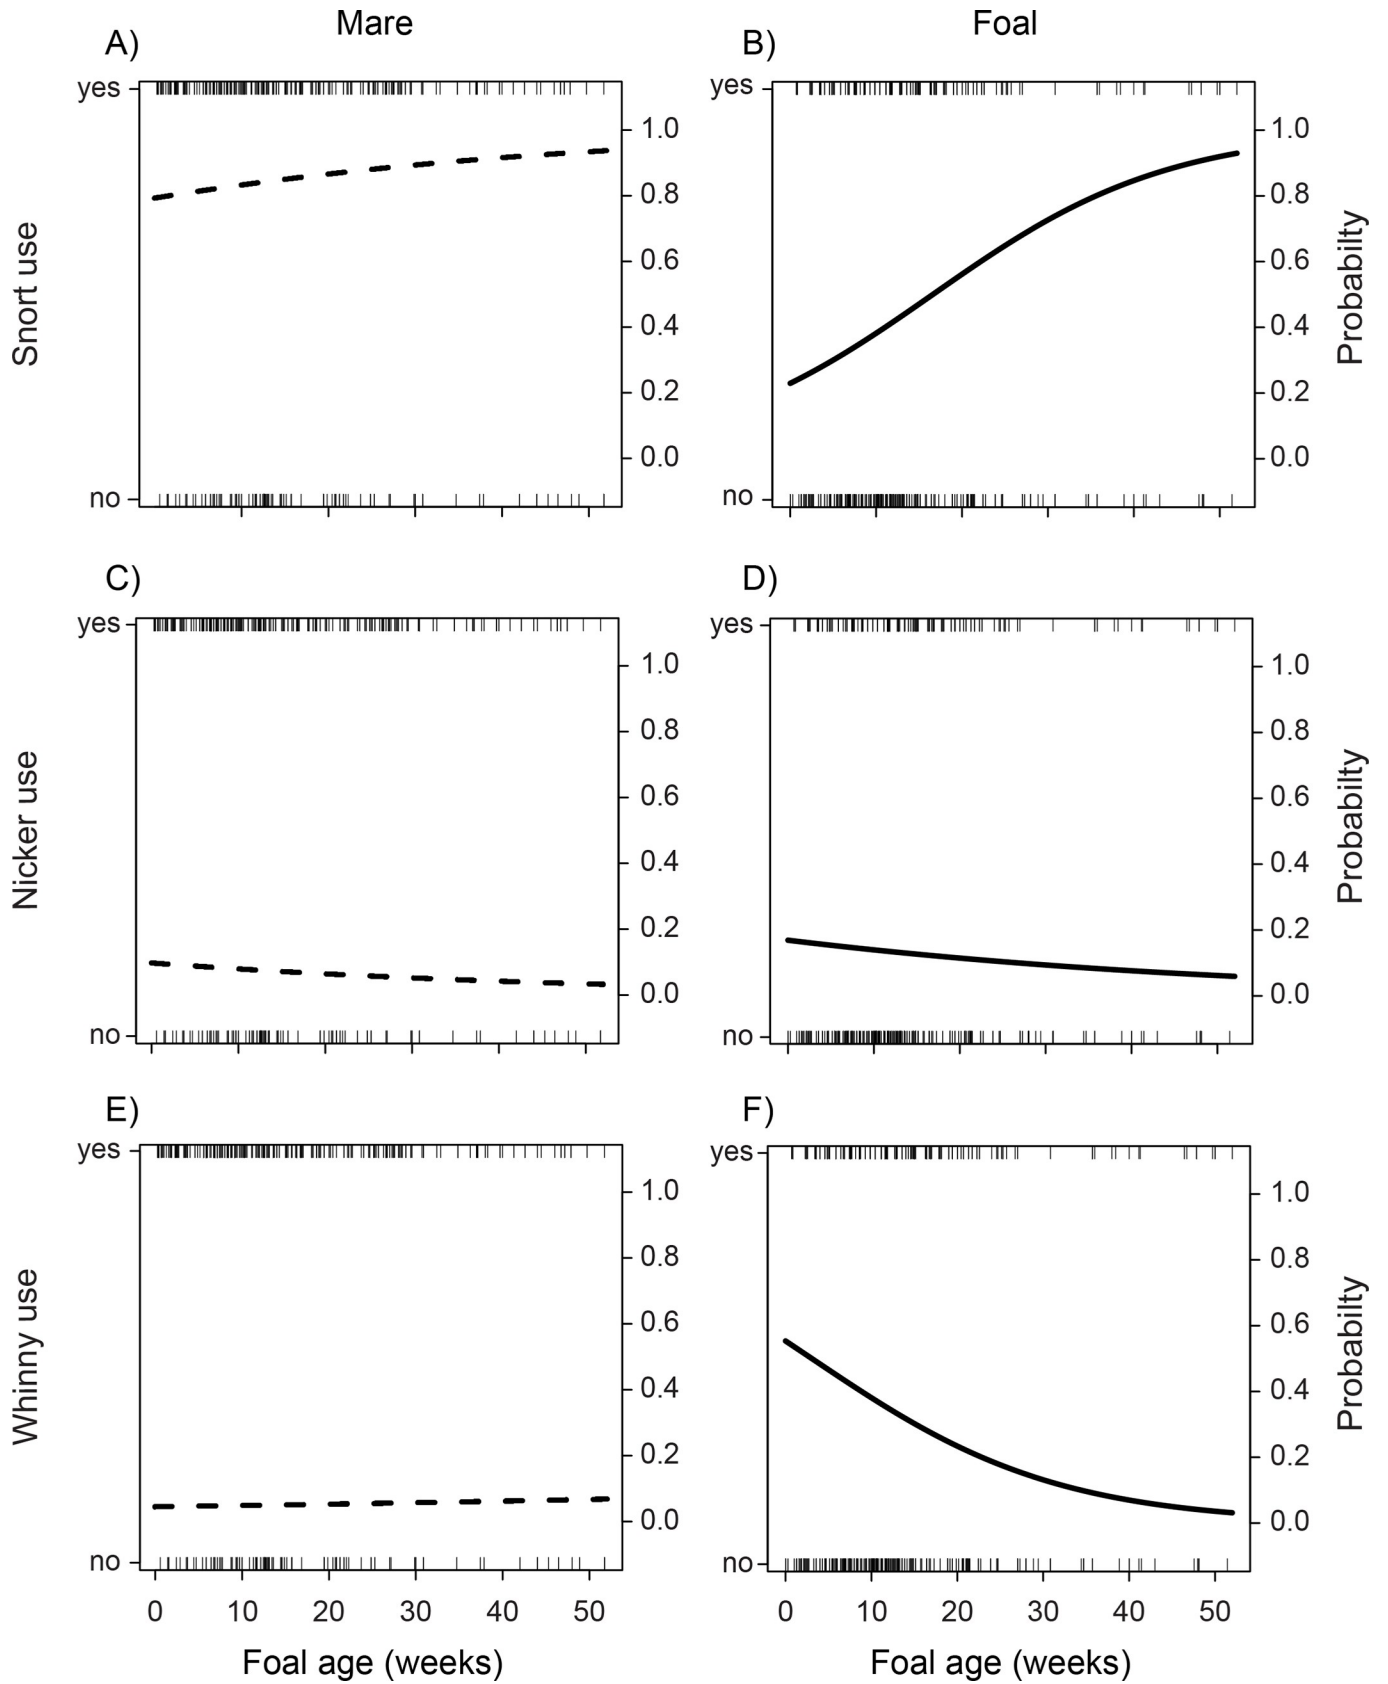 Mare
Foal
A)
B)
yes
1.0
0.8
0.6
0.4
0.2
0.0
no
Snort use
yes
1.0
0.8
0.6
0.4
0.2
0.0
no
Probabilty
C)
D)
yes
1.0
0.8
0.6
0.4
0.2
0.0
no
Nicker use
yes
1.0
0.8
0.6
0.4
0.2
0.0
no
Probabilty
E)
F)
yes
1.0
0.8
0.6
0.4
0.2
0.0
no
Whinny use
yes
1.0
0.8
0.6
0.4
0.2
0.0
no
Probabilty
0 10 20 30 40 50
0 10 20 30 40 50
Foal age (weeks)
Foal age (weeks)